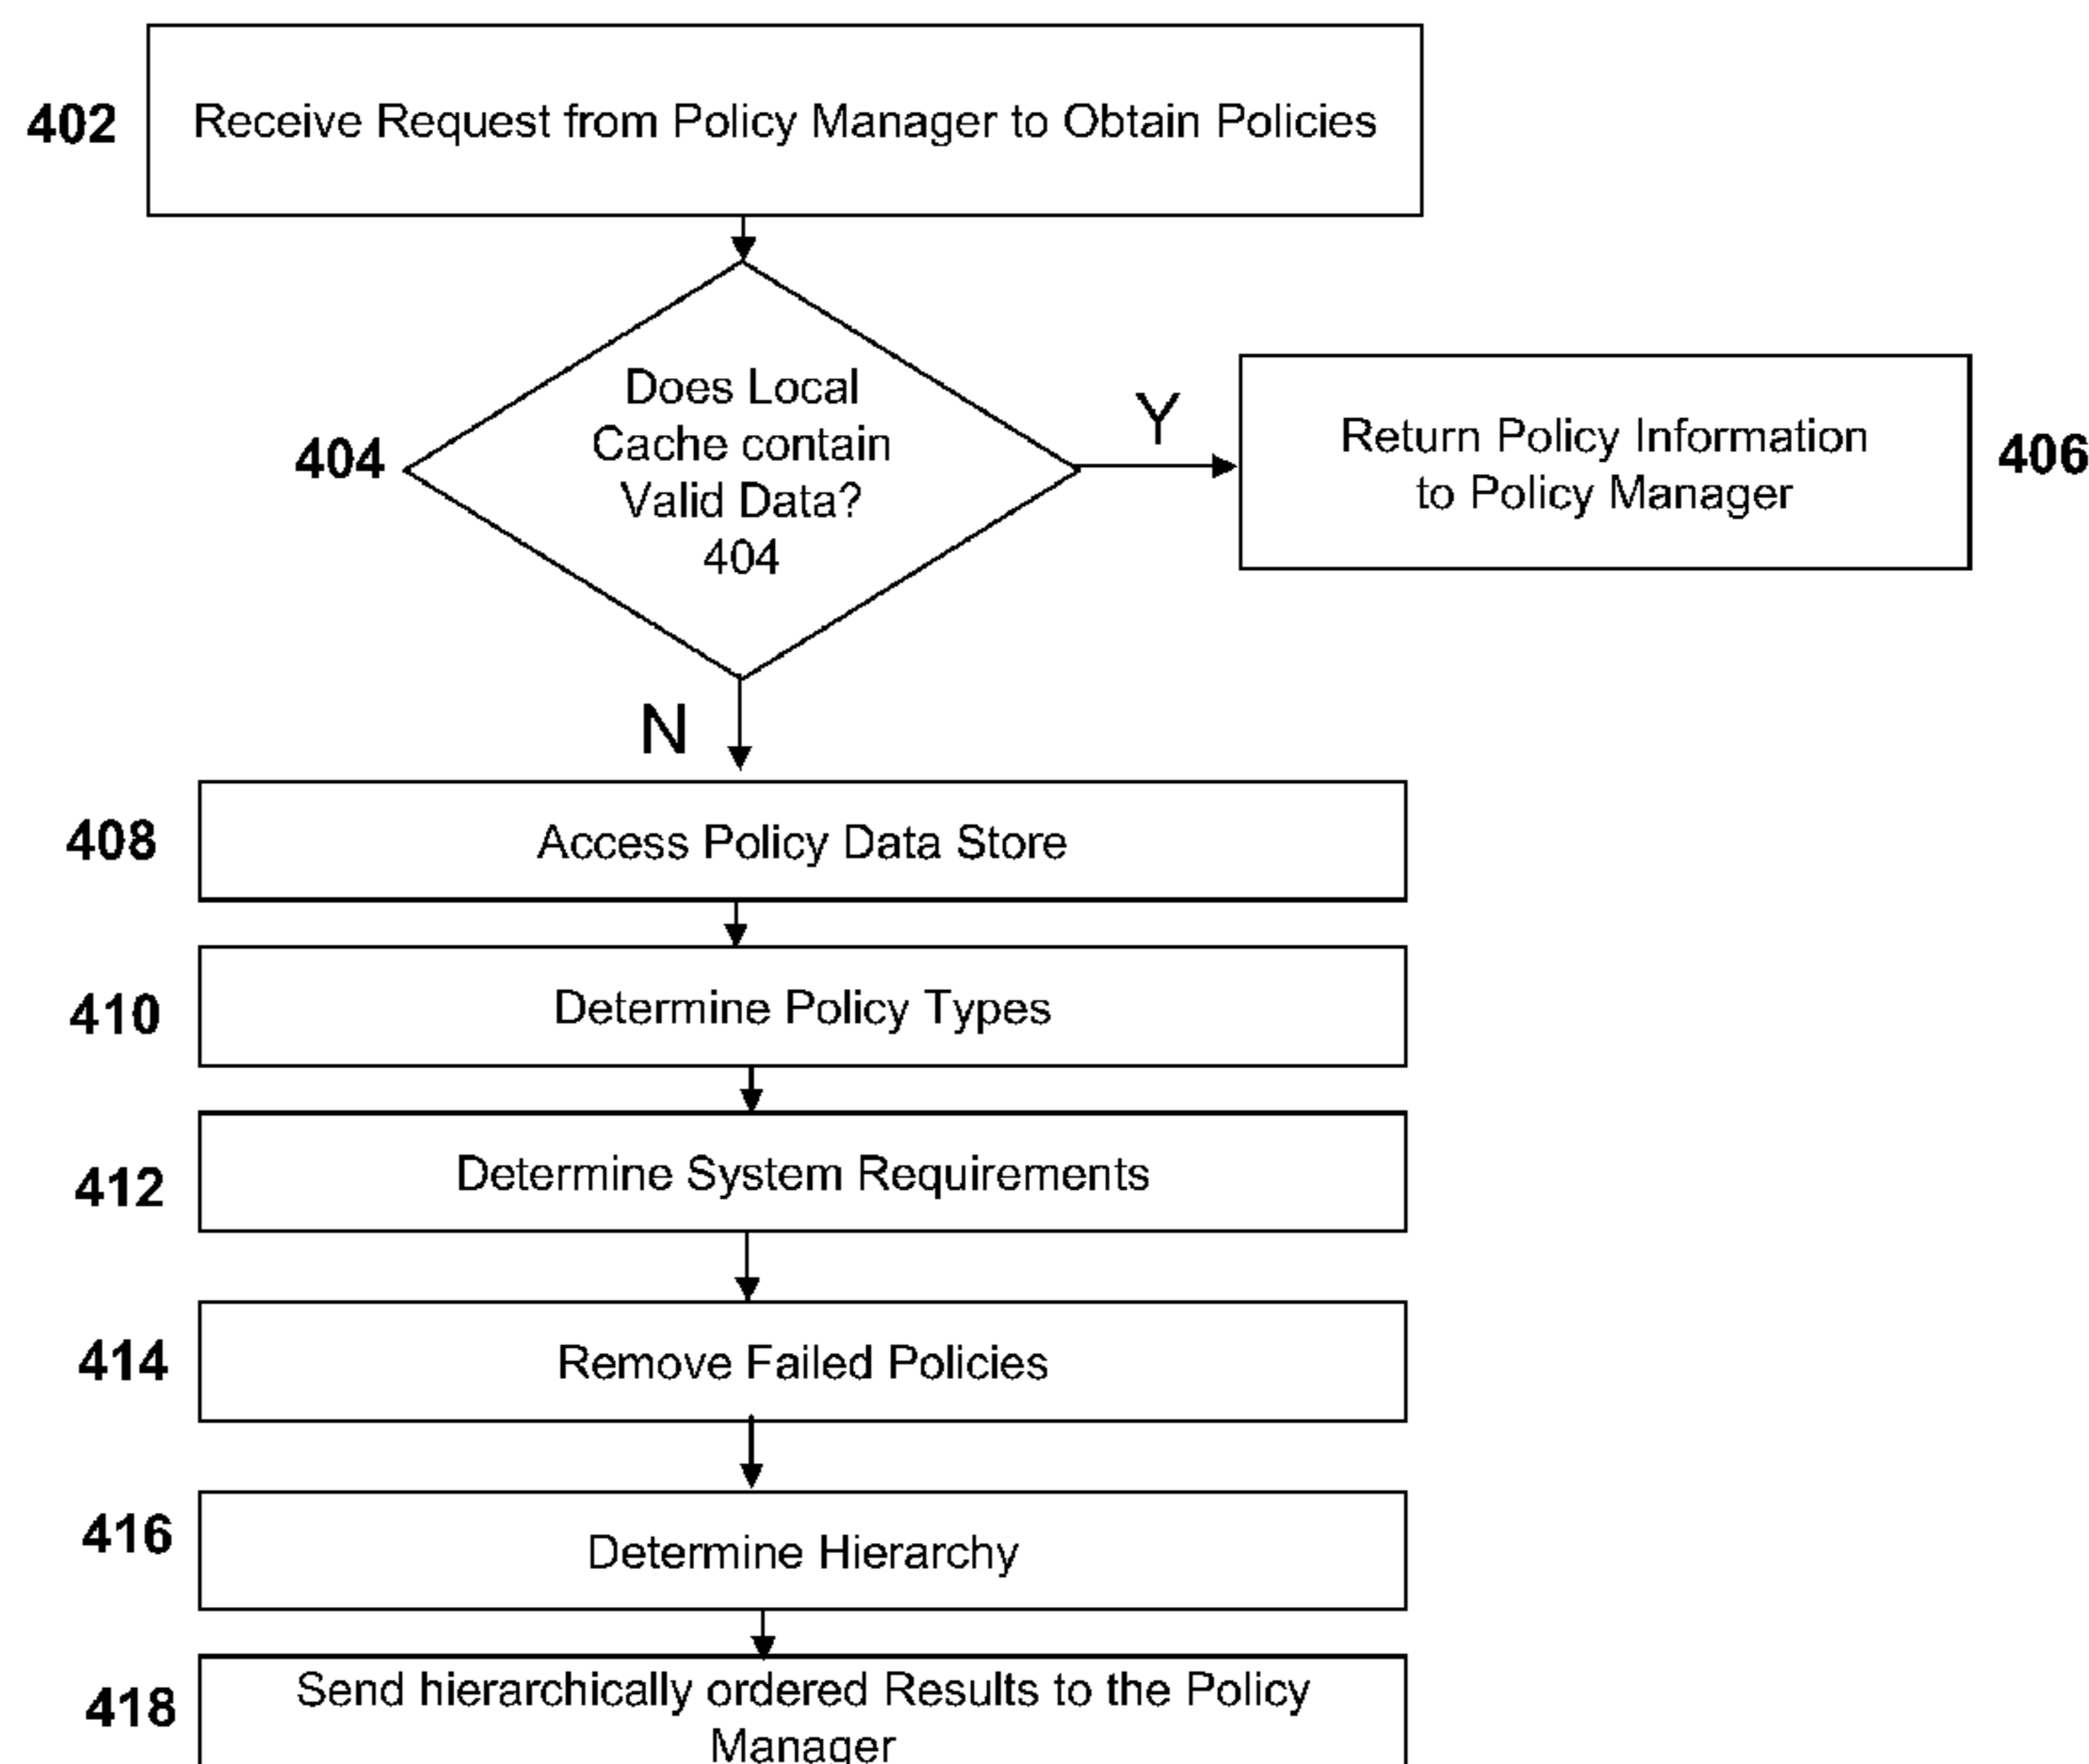 402
Receive Request from Policy Manager to Obtain Policies
404
Does Local
Cache contain
Valid Data?
404
Y
Return Policy Information
to Policy Manager
406
N
408
Access Policy Data Store
410
Determine Policy Types
412
Determine System Requirements
414
Remove Failed Policies
416
Determine Hierarchy
418
Send hierarchically ordered Results to the Policy
Manager